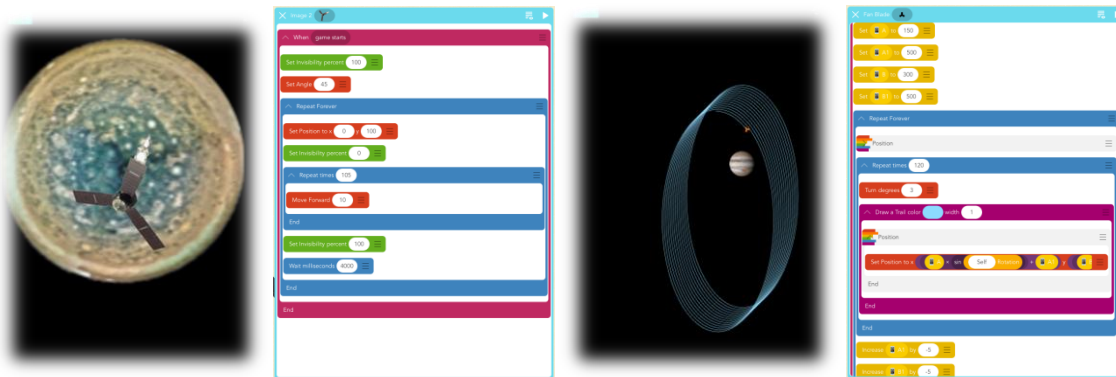 Image 2
When game starts
Set Invisibility percent 100
Set Angle 45
Repeat Forever
Set Position to x 0 y 100
Set Invisibility percent 0
Repeat times 105
Move Forward 10
End
Set Invisibility percent 100
Wait milliseconds 4000
End
End
Fan Blade
Set A to 150
Set A1 to 500
Set B to 300
Set B1 to 500
Repeat Forever
Position
Repeat times 120
Turn degrees 3
Draw a Trail color width 1
Position
Set Position to x × sin Self Rotation + A1 y
End
End
End
Increase A1 by -5
Increase B1 by -5